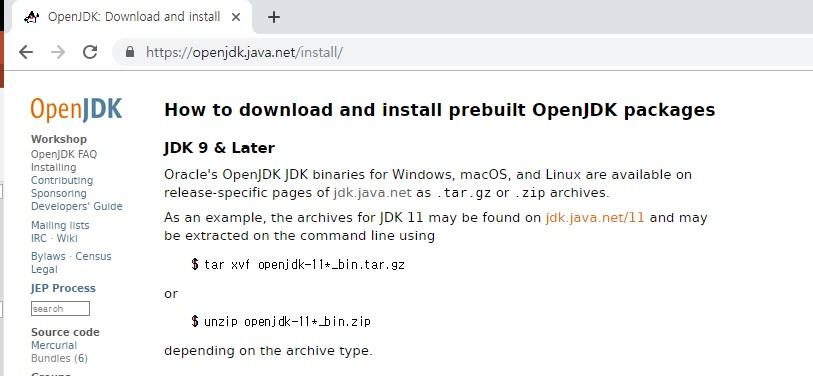 OpenJDK: Download and install
https://openjdk.java.net/install/
OpenJDK
Workshop
OpenJDK FAQ
Installing
Contributing
Sponsoring
Developers' Guide
Mailing lists
IRC · Wiki
Bylaws · Census
Legal
JEP Process
search
Source code
Mercurial
Bundles (6)
Groups
How to download and install prebuilt OpenJDK packages
JDK 9 & Later
Oracle's OpenJDK JDK binaries for Windows, macOS, and Linux are available on
release-specific pages of jdk.java.net as .tar.gz or .zip archives.
As an example, the archives for JDK 11 may be found on jdk.java.net/11 and may
be extracted on the command line using
$ tar xvf openjdk-11*_bin.tar.gz
or
$ unzip openjdk-11*_bin.zip
depending on the archive type.